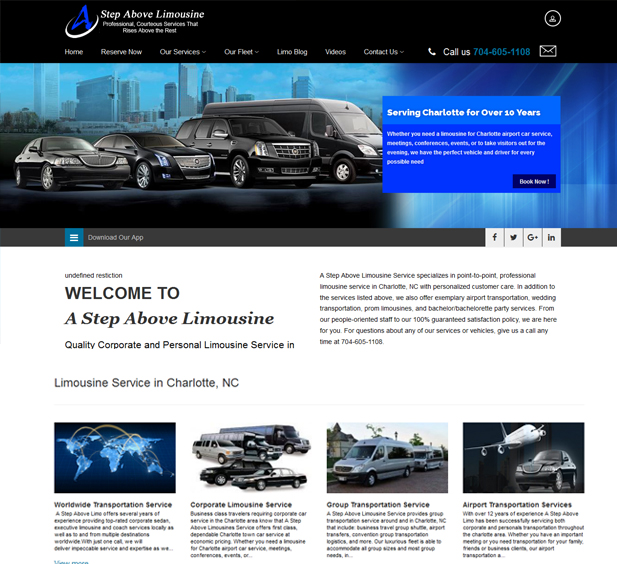 A Step Above Limousine
Professional, Courteous Services That
Rises Above the Rest
Home Reserve Now Our Services Our Fleet Limo Blog Videos Contact Us Call us 704-605-1108
Serving Charlotte for Over 10 Years
Whether you need a limousine for Charlotte airport car service,
meetings, conferences, events, or to take visitors out for the
evening, we have the perfect vehicle and driver for every
possible need
Book Now !
Download Our App
f G+ in
undefined restiction
WELCOME TO
A Step Above Limousine
Quality Corporate and Personal Limousine Service in
A Step Above Limousine Service specializes in point-to-point, professional
limousine service in Charlotte, NC with personalized customer care. In addition to
the services listed above, we also offer exemplary airport transportation, wedding
transportation, prom limousines, and bachelor/bachelorette party services. From
our people-oriented staff to our 100% guaranteed satisfaction policy, we are here
for you. For questions about any of our services or vehicles, give us a call any
time at 704-605-1108.
Limousine Service in Charlotte, NC
Worldwide Transportation Service
A Step Above Limo offers several years of
experience providing top-rated corporate sedan,
executive limousine and coach services locally as
well as to and from multiple destinations
worldwide.With just one call, we will
deliver impeccable service and expertise as we...
View more
Corporate Limousine Service
Business class travelers requiring corporate car
service in the Charlotte area know that A Step
Above Limousine Service offers first class,
dependable Charlotte town car service at
economic pricing. Whether you need a limousine
for Charlotte airport car service, meetings,
conferences, events, or...
Group Transportation Service
A Step Above Limousine Service provides group
transportation service around and in Charlotte, NC
that include: business travel group shuttle, airport
transfers, convention group transportation
logistics, and more. Our luxurious fleet is able to
accommodate all group sizes and most group
needs, in...
Airport Transportation Services
With over 12 years of experience A Step Above
Limo has been successfully servicing both
corporate and personals transportation throughout
the charlotte area. Whether you have an important
meeting or you need transportation for your family,
friends or business clients, our airport
transportation a...